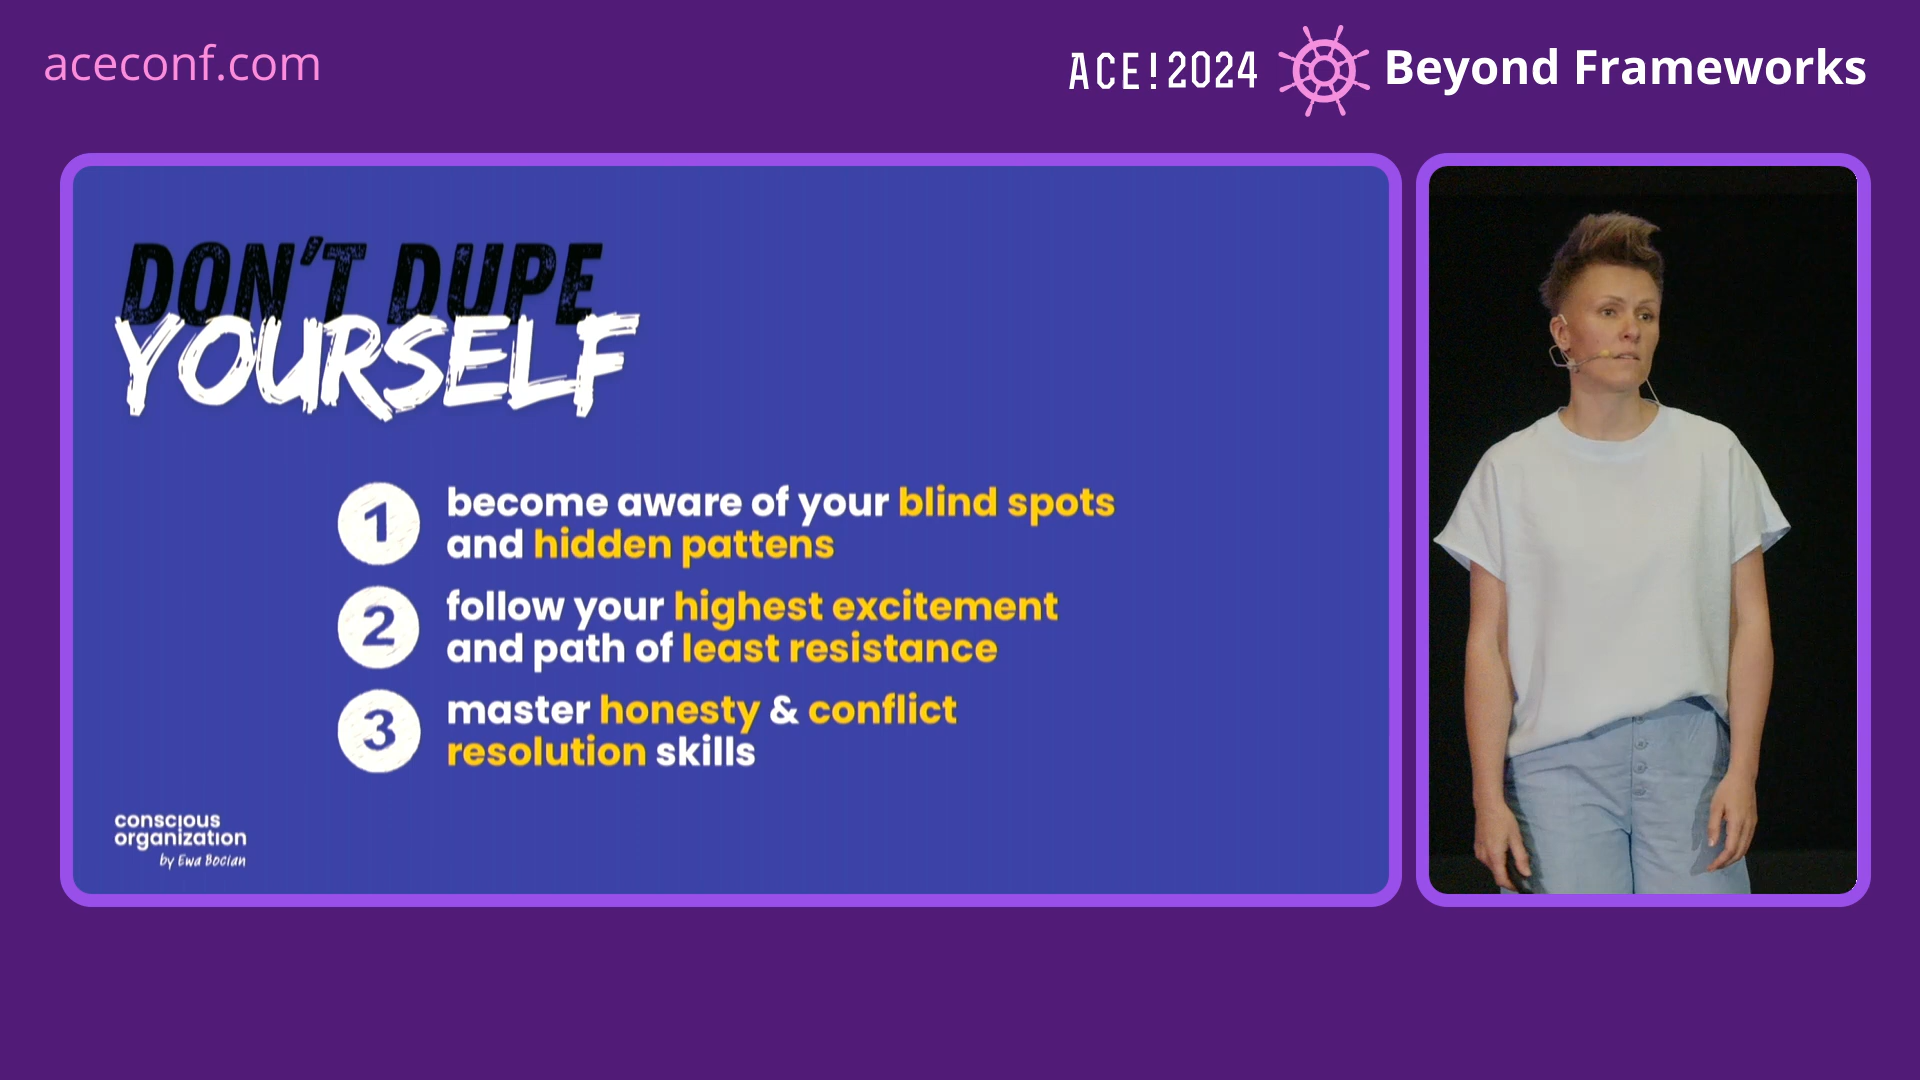 aceconf.com
ACE!2024 Beyond Frameworks
DON'T DUPE
YOURSELF
1 become aware of your blind spots
and hidden pattens
2 follow your highest excitement
and path of least resistance
3 master honesty & conflict
resolution skills
conscious
organization
by Ewa Bocian